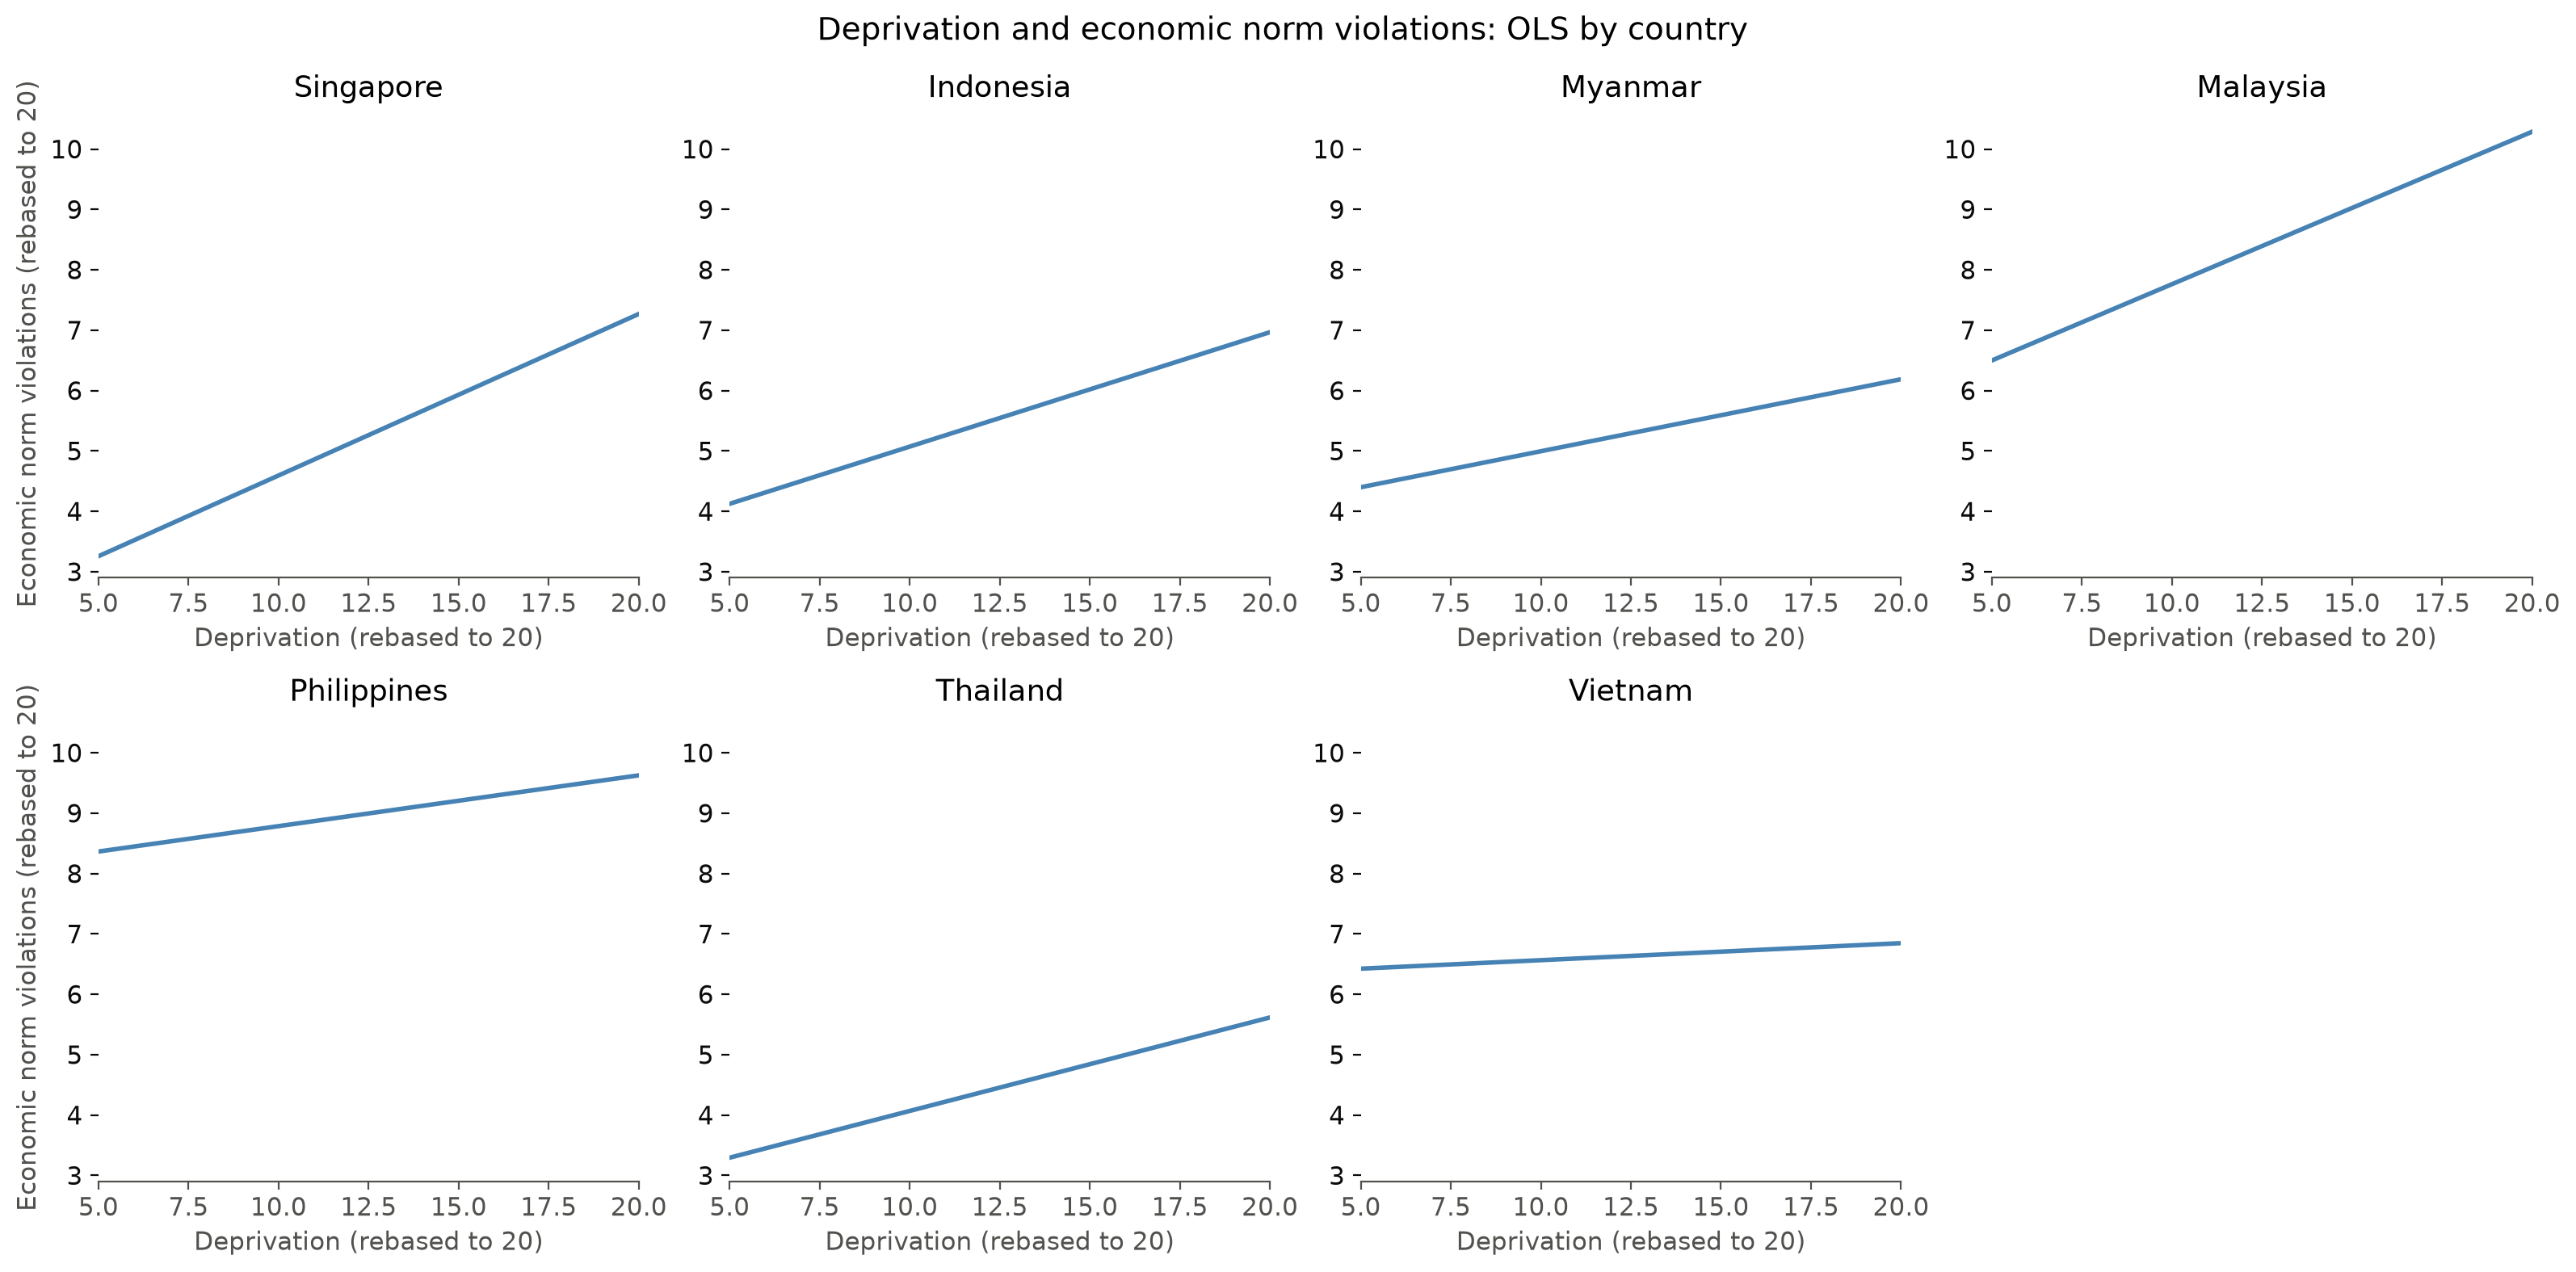 Deprivation and economic norm violations: OLS by country
Singapore
Indonesia
Myanmar
Malaysia
Economic norm violations (rebased to 20)
10
9
8
7
6
5
4
3
5.0 7.5 10.0 12.5 15.0 17.5 20.0
Deprivation (rebased to 20)
10
9
8
7
6
5
4
3
5.0 7.5 10.0 12.5 15.0 17.5 20.0
Deprivation (rebased to 20)
10
9
8
7
6
5
4
3
5.0 7.5 10.0 12.5 15.0 17.5 20.0
Deprivation (rebased to 20)
10
9
8
7
6
5
4
3
5.0 7.5 10.0 12.5 15.0 17.5 20.0
Deprivation (rebased to 20)
Philippines
Thailand
Vietnam
Economic norm violations (rebased to 20)
10
9
8
7
6
5
4
3
5.0 7.5 10.0 12.5 15.0 17.5 20.0
Deprivation (rebased to 20)
10
9
8
7
6
5
4
3
5.0 7.5 10.0 12.5 15.0 17.5 20.0
Deprivation (rebased to 20)
10
9
8
7
6
5
4
3
5.0 7.5 10.0 12.5 15.0 17.5 20.0
Deprivation (rebased to 20)